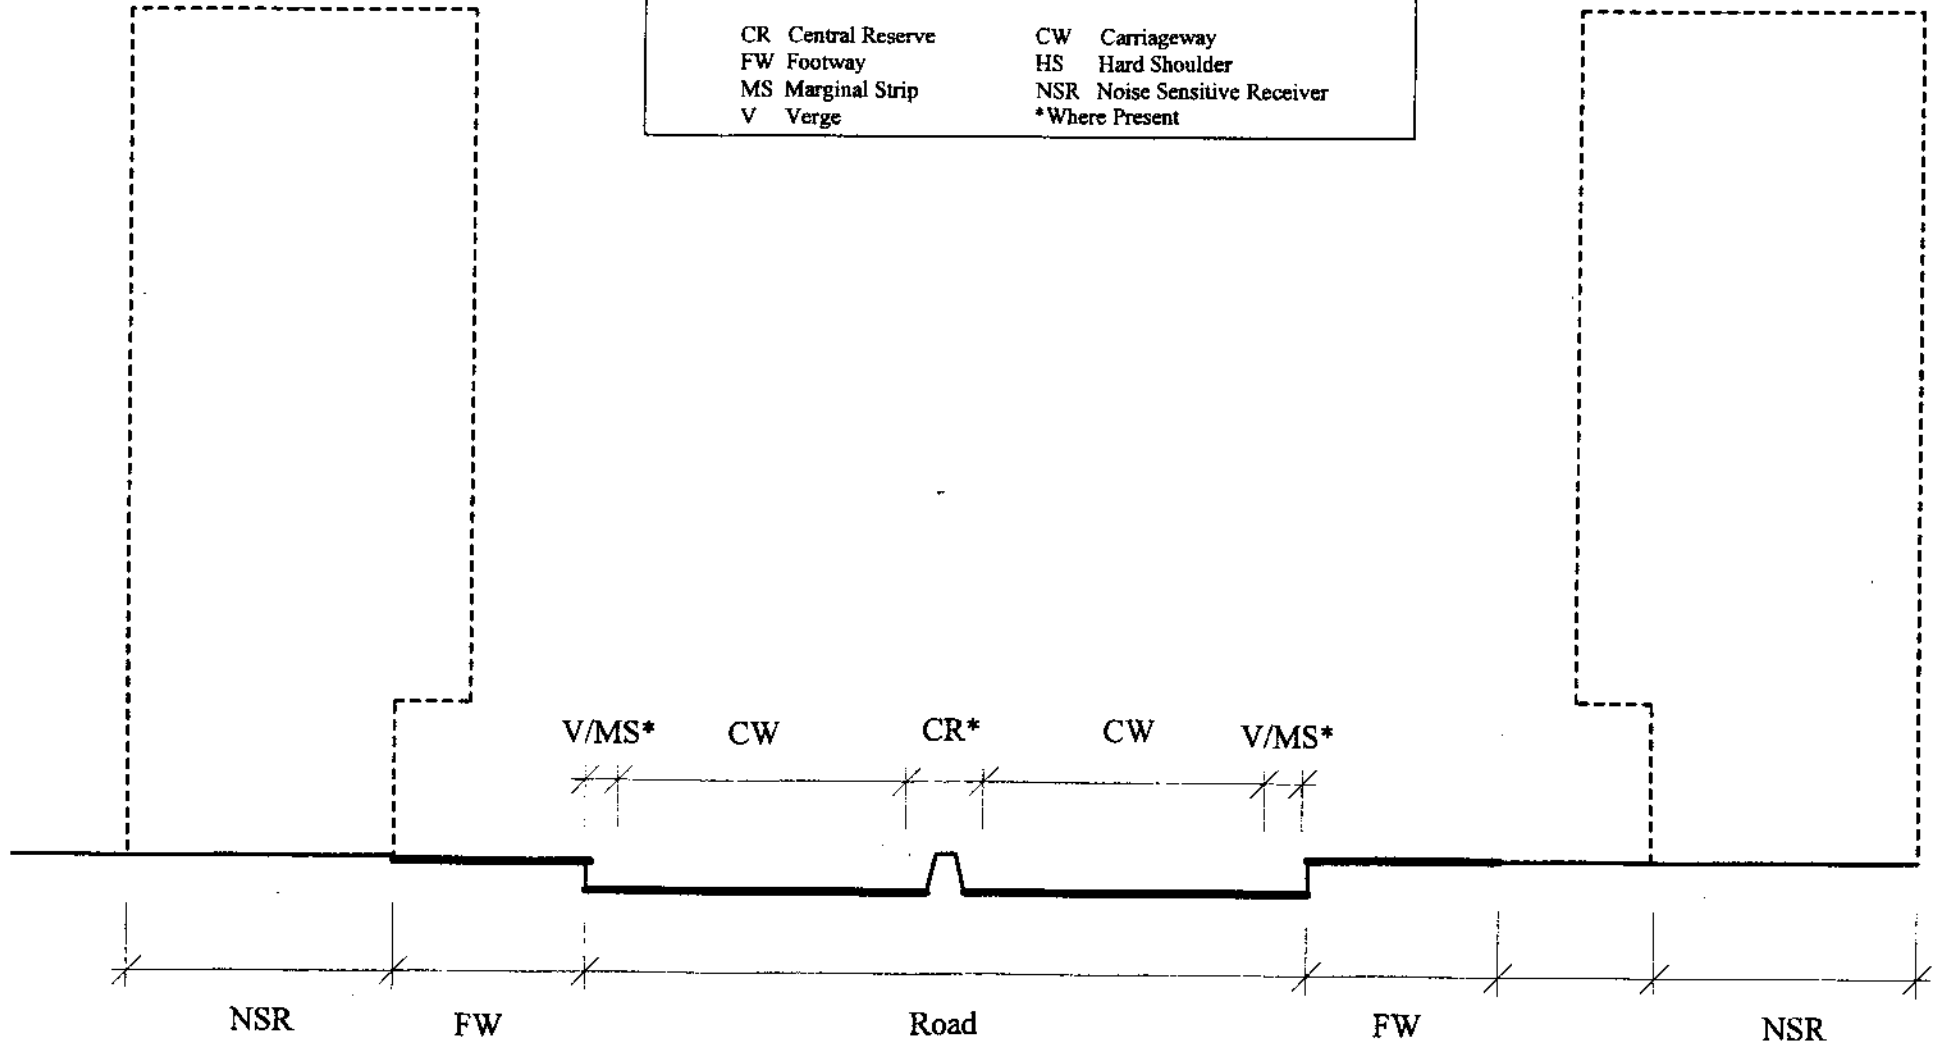 CR Central Reserve CW Carriageway
FW Footway HS Hard Shoulder
MS Marginal Strip NSR Noise Sensitive Receiver
V Verge *Where Present
V/MS* CW CR* CW V/MS*
NSR FW Road FW NSR